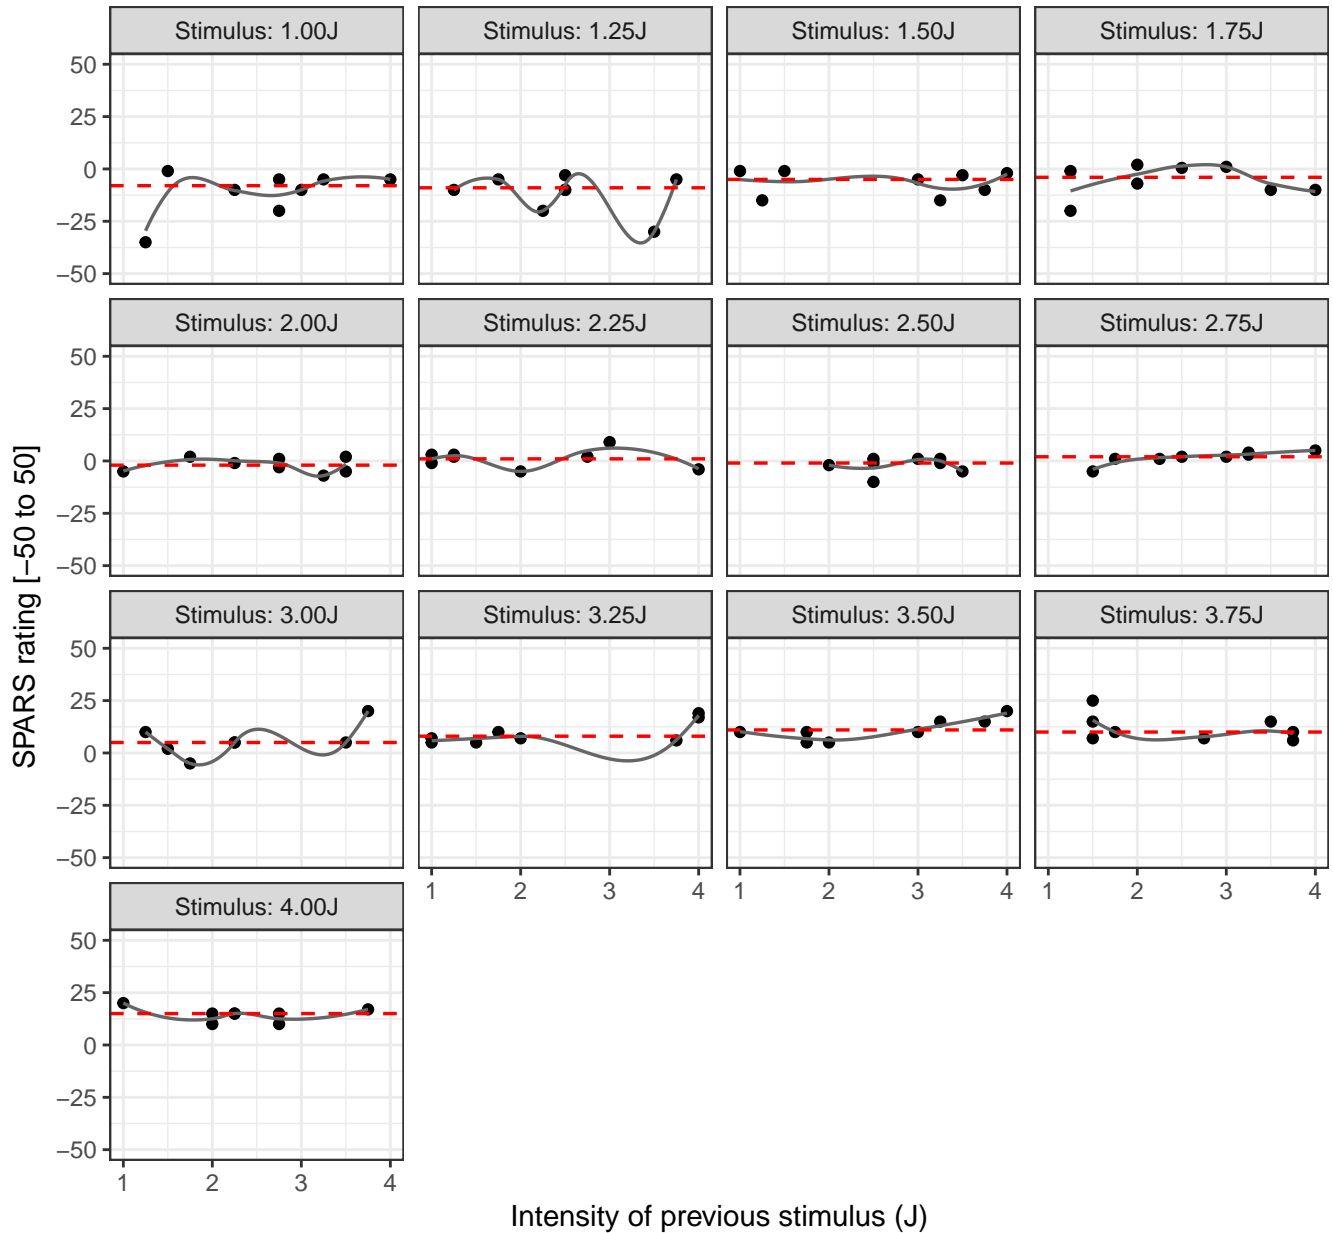 Stimulus: 1.00J Stimulus: 1.25J Stimulus: 1.50J Stimulus: 1.75J
50
25
0
−25
−50
Stimulus: 2.00J Stimulus: 2.25J Stimulus: 2.50J Stimulus: 2.75J
50
25
0
−25
−50
SPARS rating [−50 to 50]
Stimulus: 3.00J Stimulus: 3.25J Stimulus: 3.50J Stimulus: 3.75J
50
25
0
−25
−50
1 2 3 4 1 2 3 4 1 2 3 4
Stimulus: 4.00J
50
25
0
−25
−50
1 2 3 4
Intensity of previous stimulus (J)